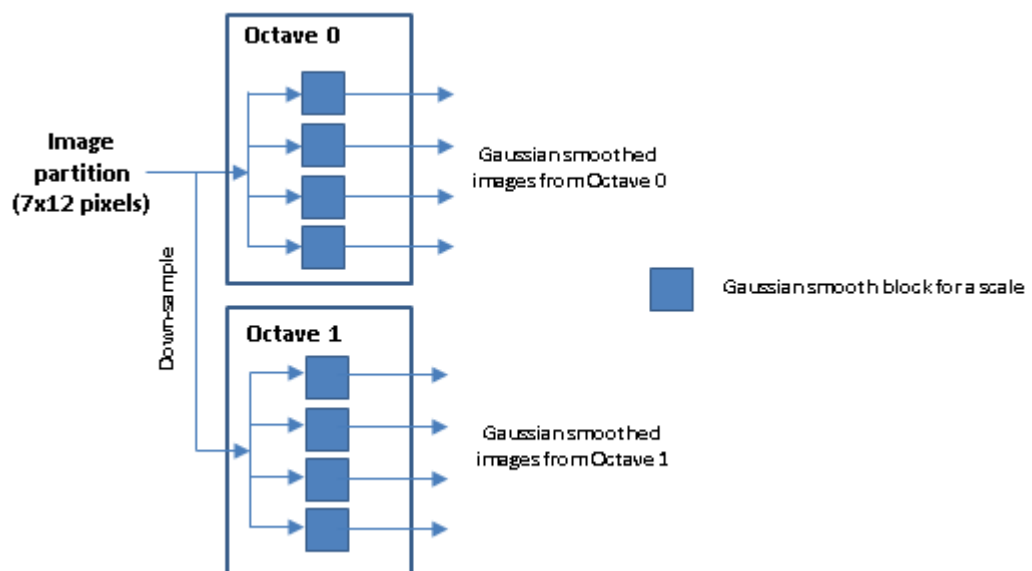 Octave 0
Image
partition
(7x12 pixels)
Gaussian smoothed
images from Octave 0
Down-sample
Gaussian smooth block for a scale
Octave 1
Gaussian smoothed
images from Octave 1